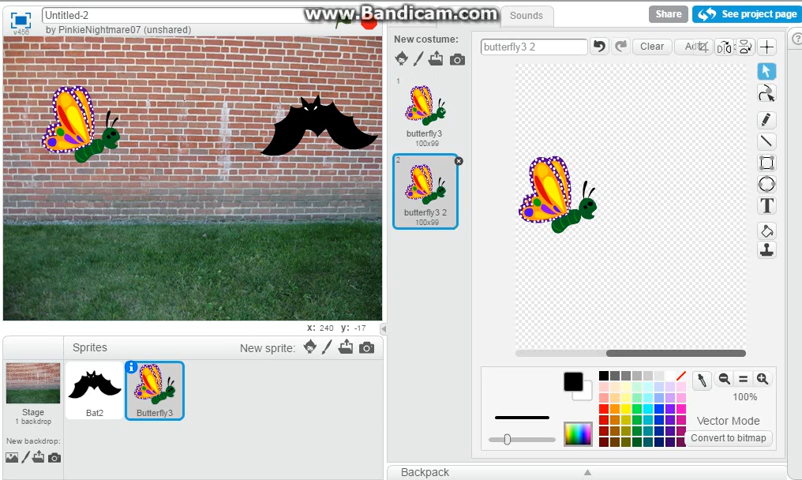 www.Bandicam.com
Untitled-2
by PinkieNightmare07 (unshared)
v456
Sounds
Share
See project page
New costume:
butterfly3 2
Clear
1
butterfly3
100x99
2
butterfly3 2
100x99
x: 240 y: -17
Sprites
New sprite:
Stage
1 backdrop
New backdrop:
Bat2
Butterfly3
100%
Vector Mode
Convert to bitmap
Backpack